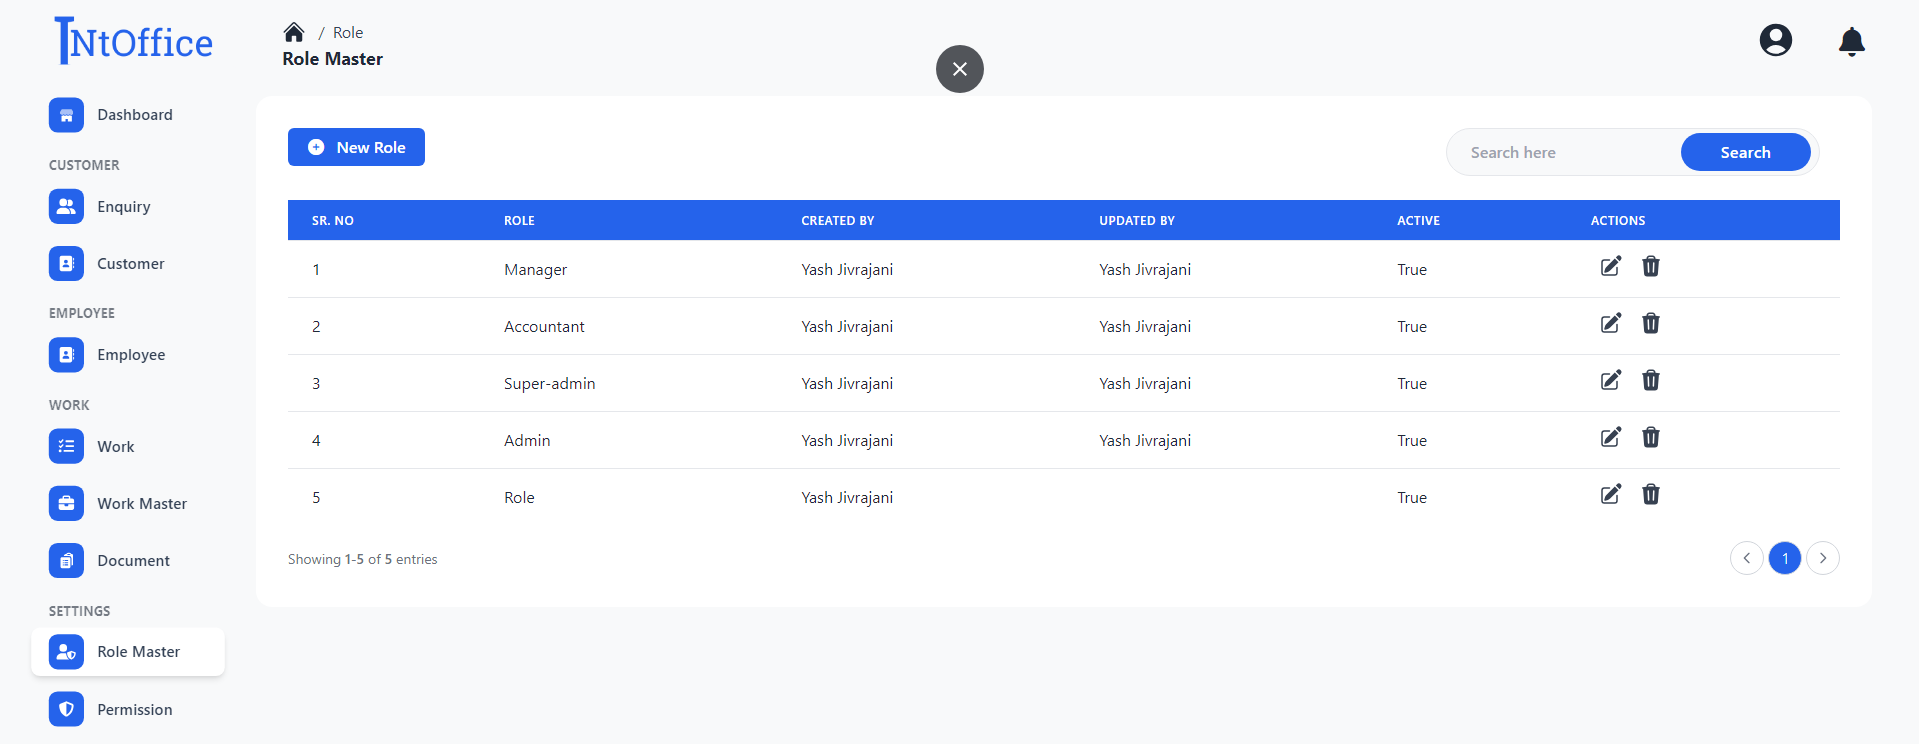 INtOffice
/ Role
Role Master
Dashboard
CUSTOMER
Enquiry
Customer
EMPLOYEE
Employee
WORK
Work
Work Master
Document
SETTINGS
Role Master
Permission
New Role
Search here Search
SR. NO ROLE CREATED BY UPDATED BY ACTIVE ACTIONS
1 Manager Yash Jivrajani Yash Jivrajani True
2 Accountant Yash Jivrajani Yash Jivrajani True
3 Super-admin Yash Jivrajani Yash Jivrajani True
4 Admin Yash Jivrajani Yash Jivrajani True
5 Role Yash Jivrajani True
Showing 1-5 of 5 entries
1